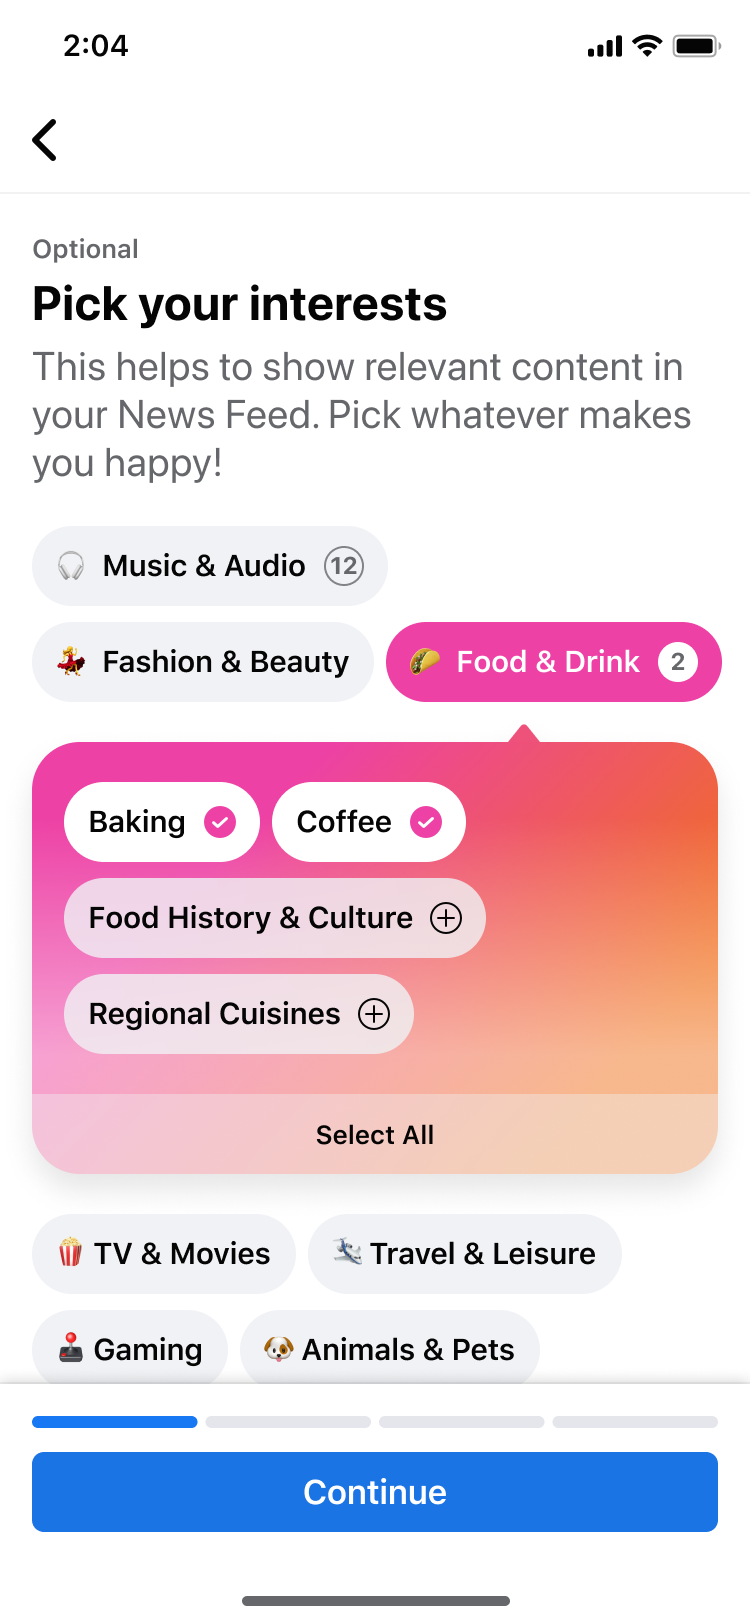 2:04
Optional
Pick your interests
This helps to show relevant content in
your News Feed. Pick whatever makes
you happy!
Music & Audio 12
Fashion & Beauty Food & Drink 2
Baking Coffee
Food History & Culture
Regional Cuisines
Select All
TV & Movies Travel & Leisure
Gaming Animals & Pets
Continue